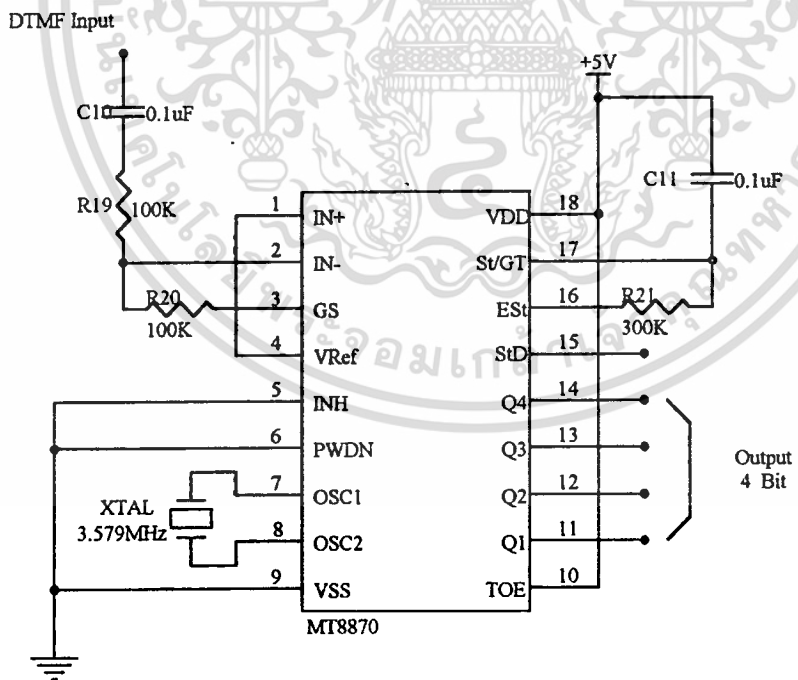 DTMF Input
+5V
C10
0.1uF
C11
0.1uF
R19
100K
1
IN+
VDD
18
2
IN-
St/GT
17
R20
100K
3
GS
ESt
16
R21
300K
4
VRef
StD
15
5
INH
Q4
14
6
PWDN
Q3
13
Output
4 Bit
XTAL
3.579MHz
7
OSC1
Q2
12
8
OSC2
Q1
11
9
VSS
TOE
10
MT8870